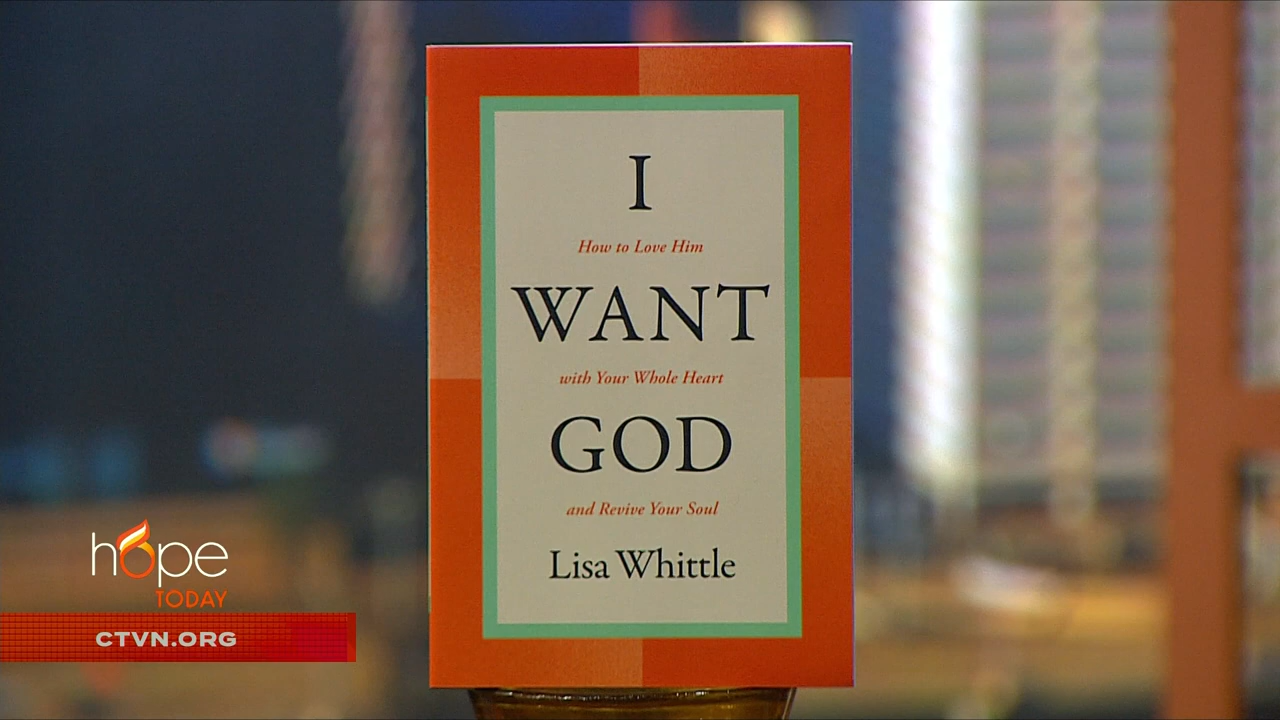 I
How to Love Him
WANT
with Your Whole Heart
GOD
and Revive Your Soul
Lisa Whittle
hope
TODAY
CTVN.ORG